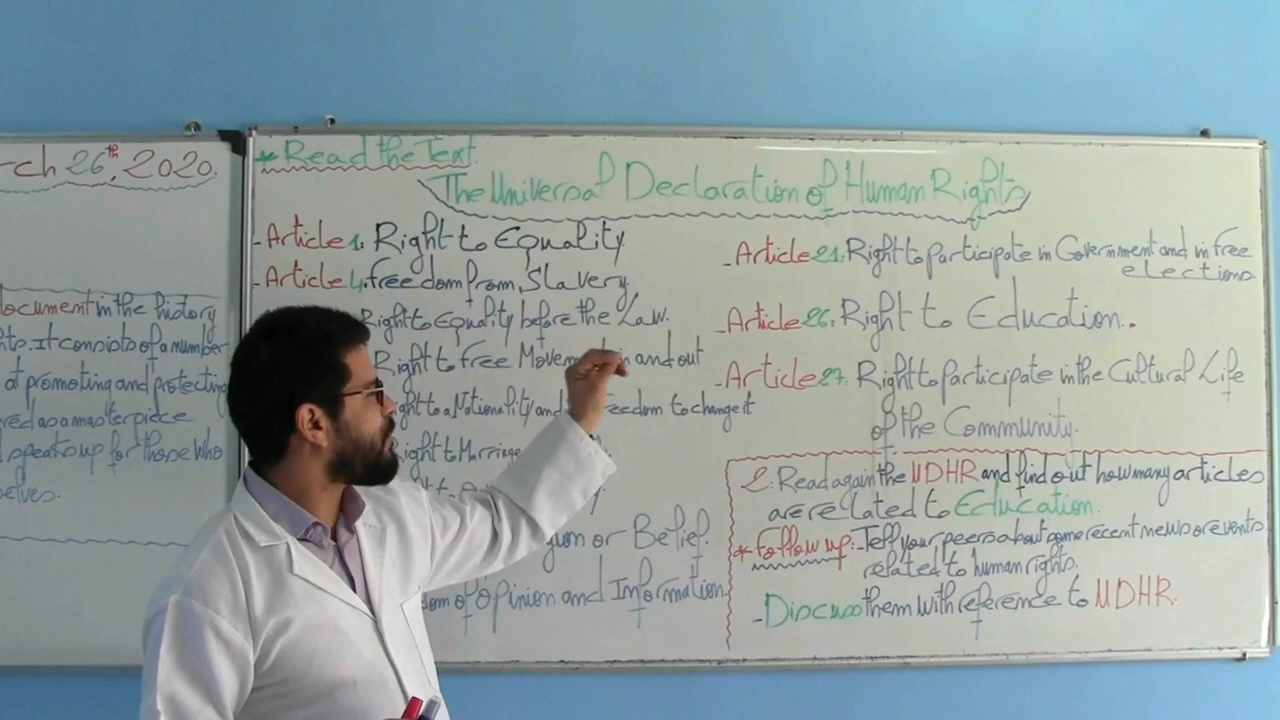 ch 26th, 2020.
document in the history
ts. It consists of a number
at promoting and protecting
red as a masterpiece
speaks up for those who
elves.
* Read the Text.
The Universal Declaration of Human Rights
- Article 1: Right to Equality
- Article 4: freedom from Slavery.
Right to Equality before the Law.
Right to free in and out
to a Nationality and to change it
Right to Marriage
or Belief.
of Opinion and Information.
- Article 21: Right to participate in Government and in free
elections
- Article 26: Right to Education.
- Article 27: Right to participate in the Cultural Life
of the Community.
2. Read again the UDHR and find out how many articles
are related to Education.
* Follow up: - Tell your peers about some recent news or events
related to human rights.
- Discuss them with reference to UDHR.